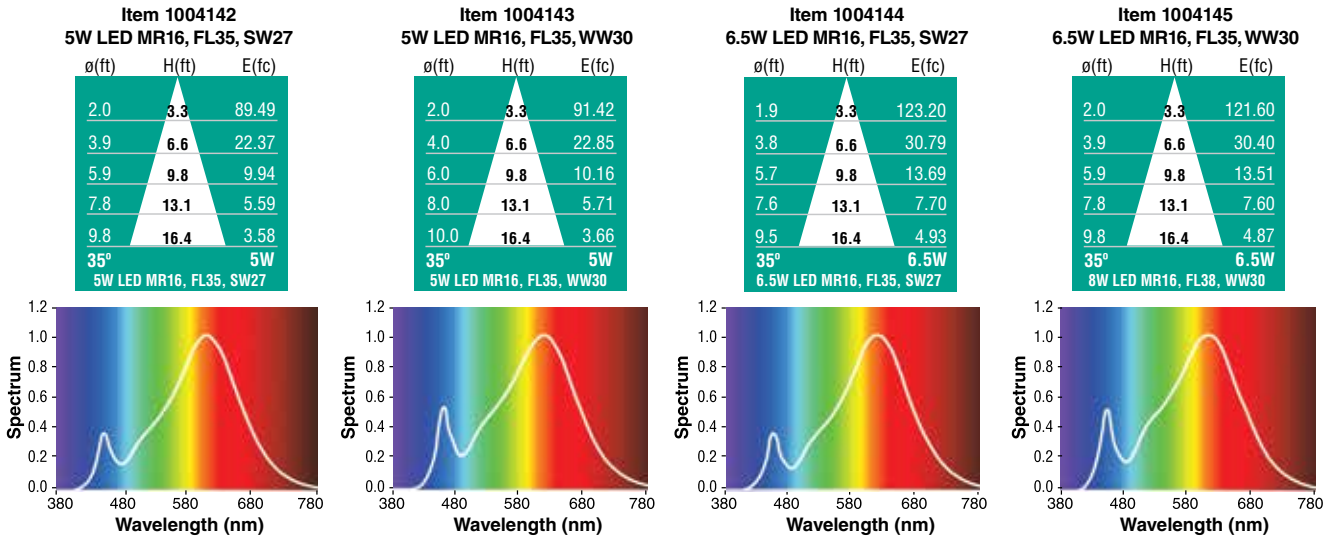 Item 1004142
5W LED MR16, FL35, SW27
ø(ft) H(ft) E(fc)
2.0 3.3 89.49
3.9 6.6 22.37
5.9 9.8 9.94
7.8 13.1 5.59
9.8 16.4 3.58
35º 5W
5W LED MR16, FL35, SW27
1.2
1.0
0.8
0.6
0.4
0.2
0.0
Spectrum
380 480 580 680 780
Wavelength (nm)
Item 1004143
5W LED MR16, FL35, WW30
ø(ft) H(ft) E(fc)
2.0 3.3 91.42
4.0 6.6 22.85
6.0 9.8 10.16
8.0 13.1 5.71
10.0 16.4 3.66
35º 5W
5W LED MR16, FL35, WW30
1.2
1.0
0.8
0.6
0.4
0.2
0.0
Spectrum
380 480 580 680 780
Wavelength (nm)
Item 1004144
6.5W LED MR16, FL35, SW27
ø(ft) H(ft) E(fc)
1.9 3.3 123.20
3.8 6.6 30.79
5.7 9.8 13.69
7.6 13.1 7.70
9.5 16.4 4.93
35º 6.5W
6.5W LED MR16, FL35, SW27
1.2
1.0
0.8
0.6
0.4
0.2
0.0
Spectrum
380 480 580 680 780
Wavelength (nm)
Item 1004145
6.5W LED MR16, FL35, WW30
ø(ft) H(ft) E(fc)
2.0 3.3 121.60
3.9 6.6 30.40
5.9 9.8 13.51
7.8 13.1 7.60
9.8 16.4 4.87
35º 6.5W
8W LED MR16, FL38, WW30
1.2
1.0
0.8
0.6
0.4
0.2
0.0
Spectrum
380 480 580 680 780
Wavelength (nm)